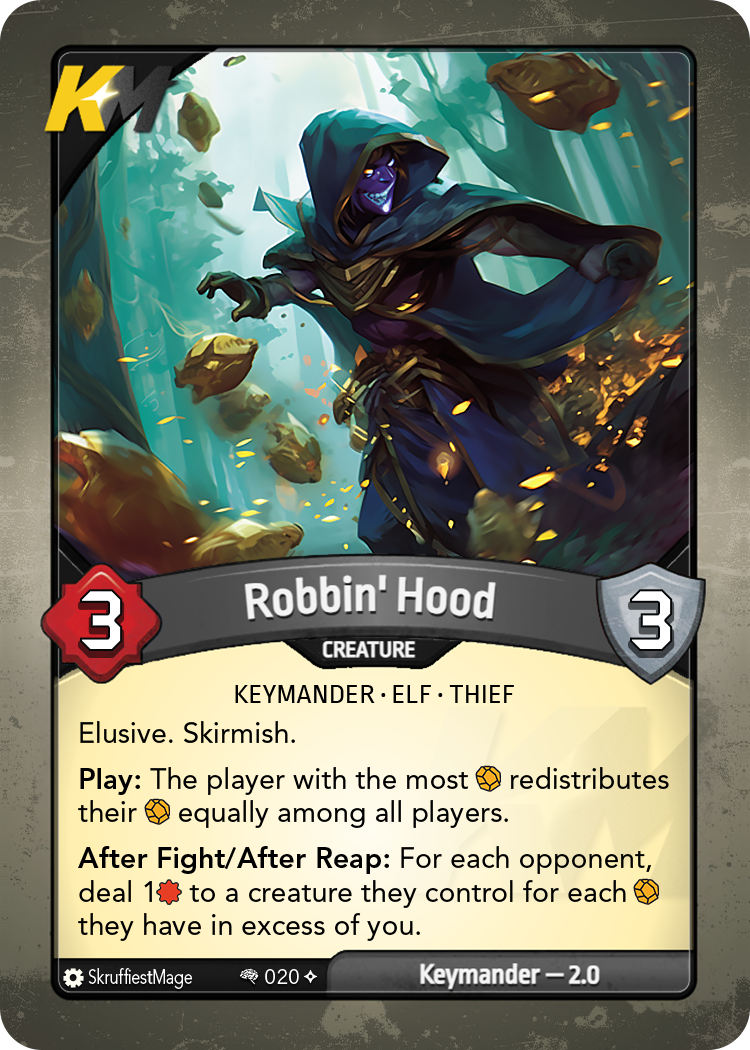 KM
Robbin' Hood
3
3
CREATURE
KEYMANDER • ELF • THIEF
Elusive. Skirmish.
Play: The player with the most redistributes
their equally among all players.
After Fight/After Reap: For each opponent,
deal 1 to a creature they control for each
they have in excess of you.
SkruffiestMage
020
Keymander — 2.0